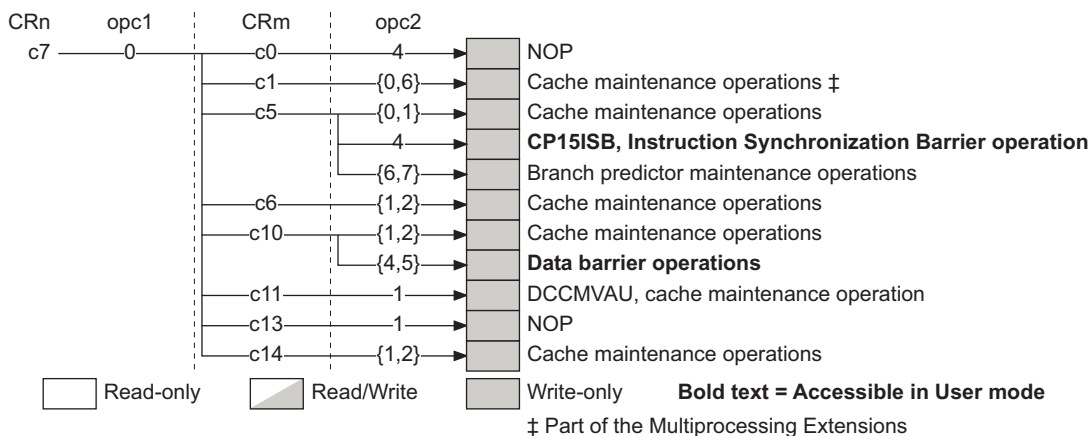 CRn opc1 CRm opc2
c7 0 c0 4 NOP
c1 {0,6} Cache maintenance operations ‡
c5 {0,1} Cache maintenance operations
4 CP15ISB, Instruction Synchronization Barrier operation
{6,7} Branch predictor maintenance operations
c6 {1,2} Cache maintenance operations
c10 {1,2} Cache maintenance operations
{4,5} Data barrier operations
c11 1 DCCMVAU, cache maintenance operation
c13 1 NOP
c14 {1,2} Cache maintenance operations
Read-only Read/Write Write-only Bold text = Accessible in User mode
‡ Part of the Multiprocessing Extensions